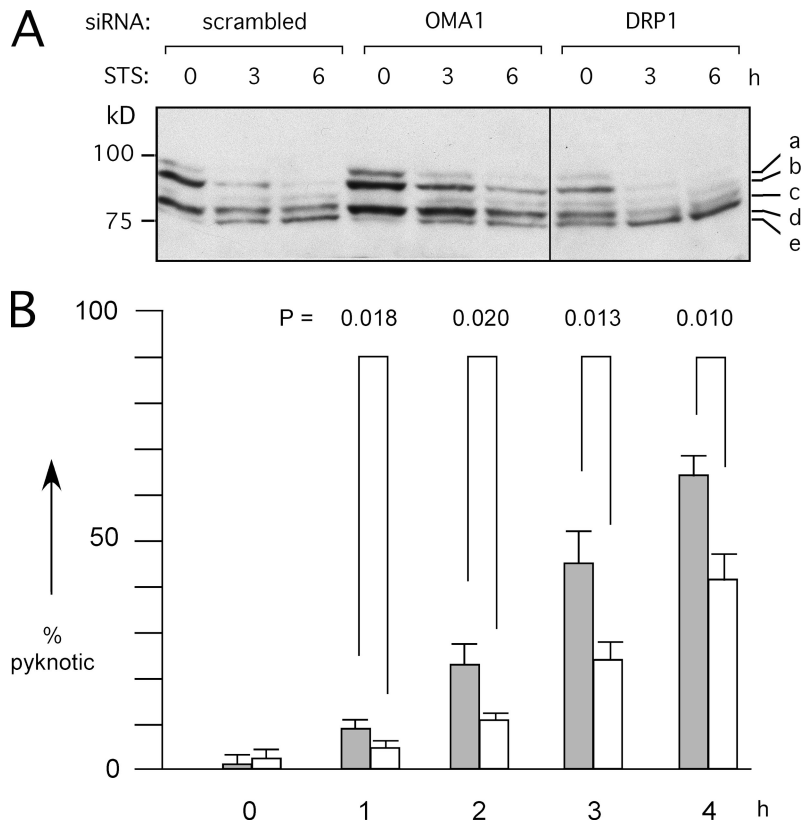 A
siRNA: scrambled OMA1 DRP1
STS: 0 3 6 0 3 6 0 3 6 h
kD
100
75
a
b
c
d
e
B
100
P = 0.018 0.020 0.013 0.010
50
%
pyknotic
0
0 1 2 3 4 h